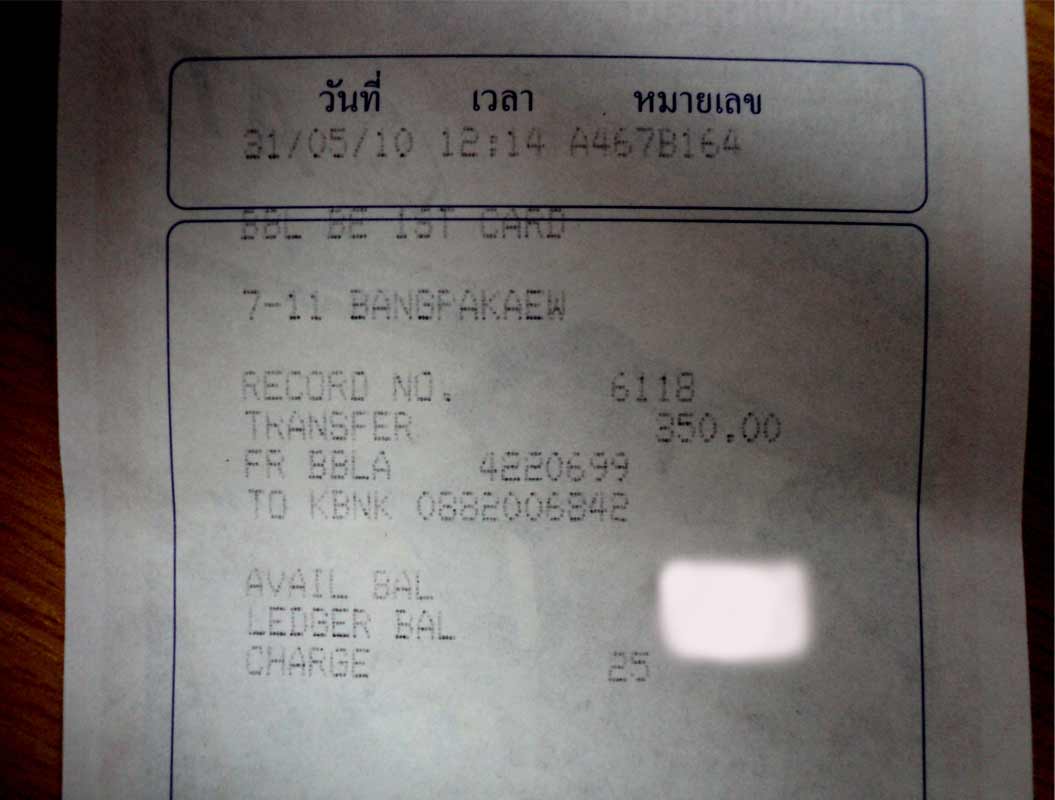 วันที่ เวลา หมายเลข
31/05/10 12:14 A467B164
BBL BE 1ST CARD
7-11 BANGPAKAEW
RECORD NO. 6118
TRANSFER 350.00
FR BBLA 4220699
TO KBNK 0882006842
AVAIL BAL
LEDGER BAL
CHARGE 25